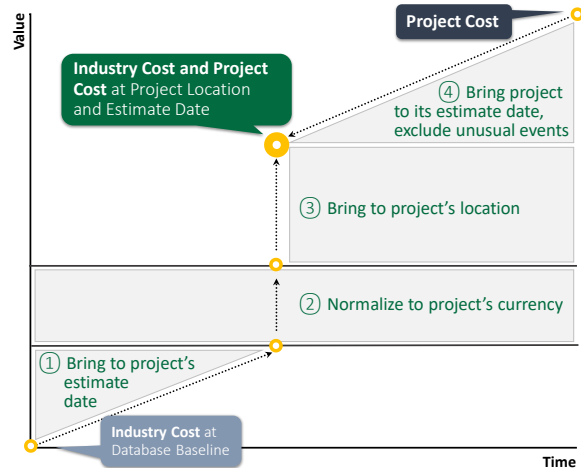 Value
Project Cost
Industry Cost and Project
Cost at Project Location
and Estimate Date
④ Bring project
to its estimate date,
exclude unusual events
③ Bring to project's location
② Normalize to project's currency
① Bring to project's
estimate
date
Industry Cost at
Database Baseline
Time